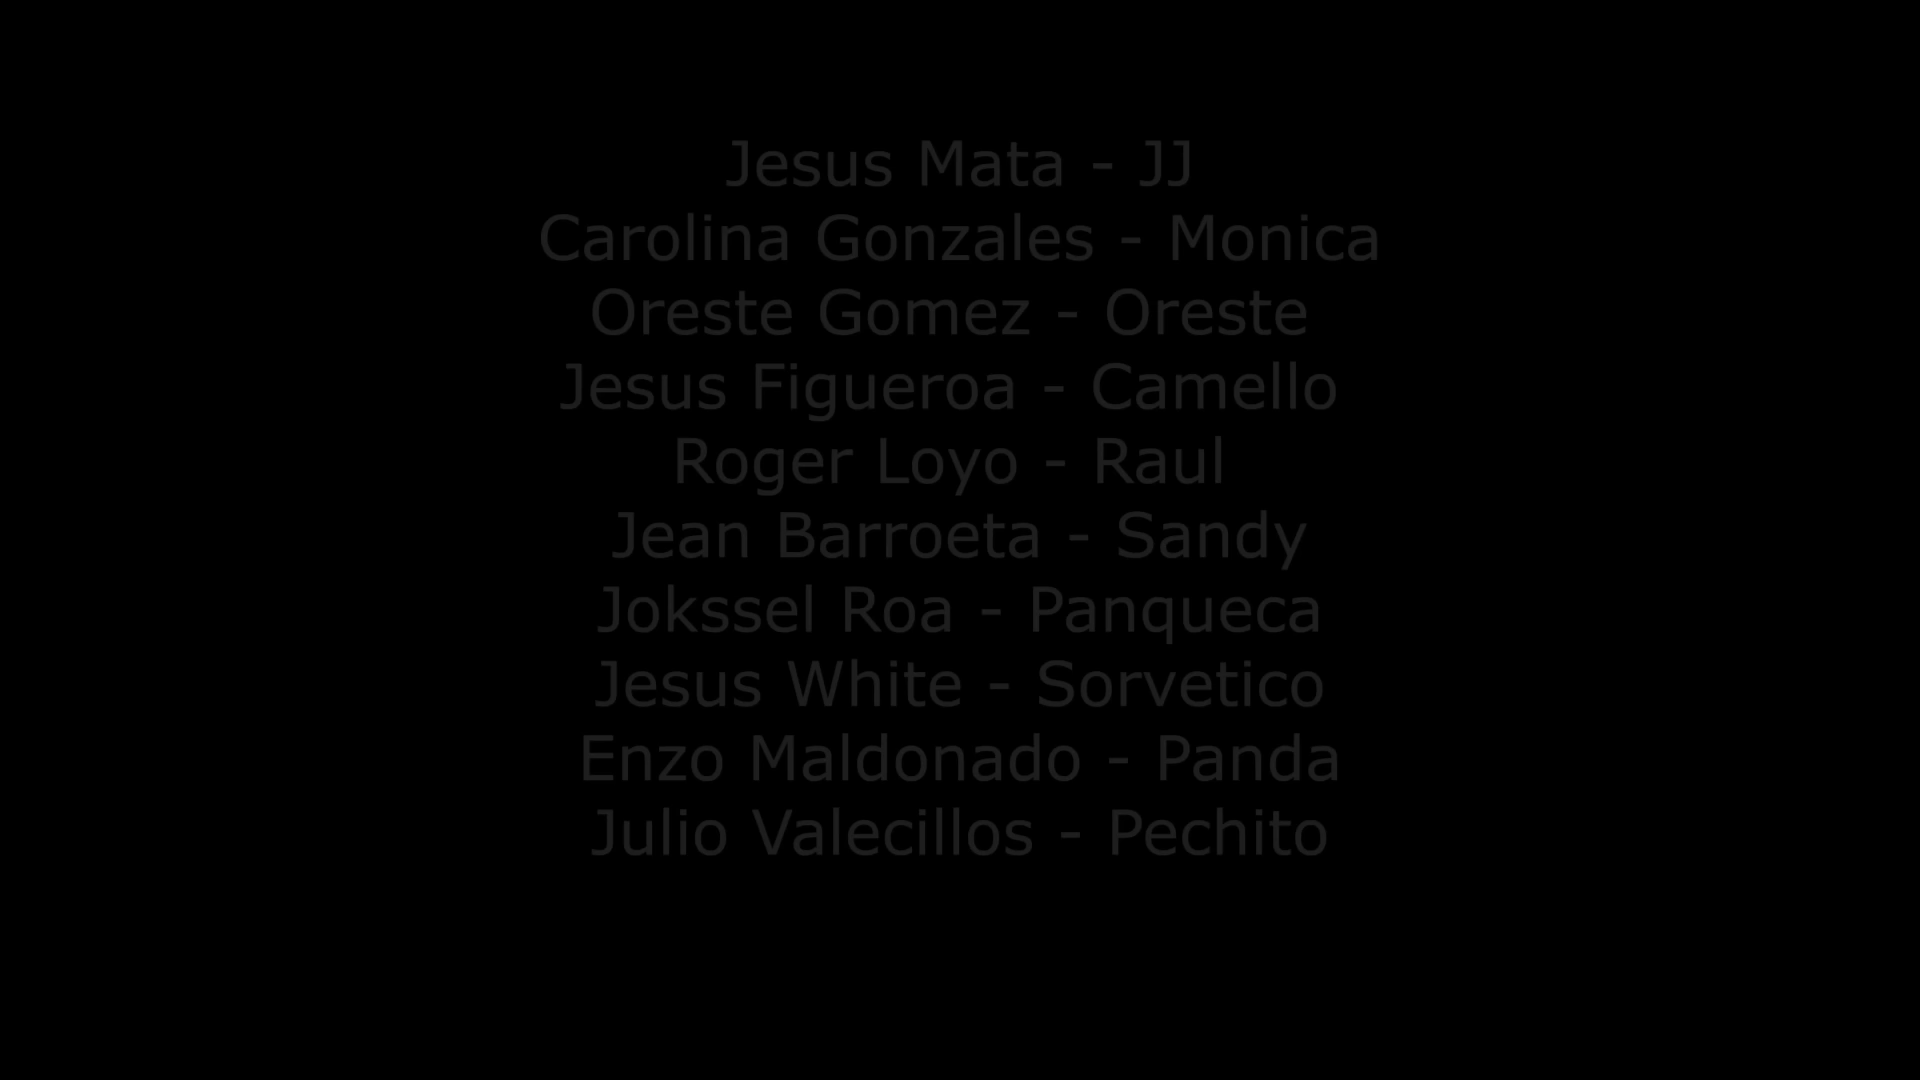 Jesus Mata - JJ
Carolina Gonzales - Monica
Oreste Gomez - Oreste
Jesus Figueroa - Camello
Roger Loyo - Raul
Jean Barroeta - Sandy
Jokssel Roa - Panqueca
Jesus White - Sorvetico
Enzo Maldonado - Panda
Julio Valecillos - Pechito